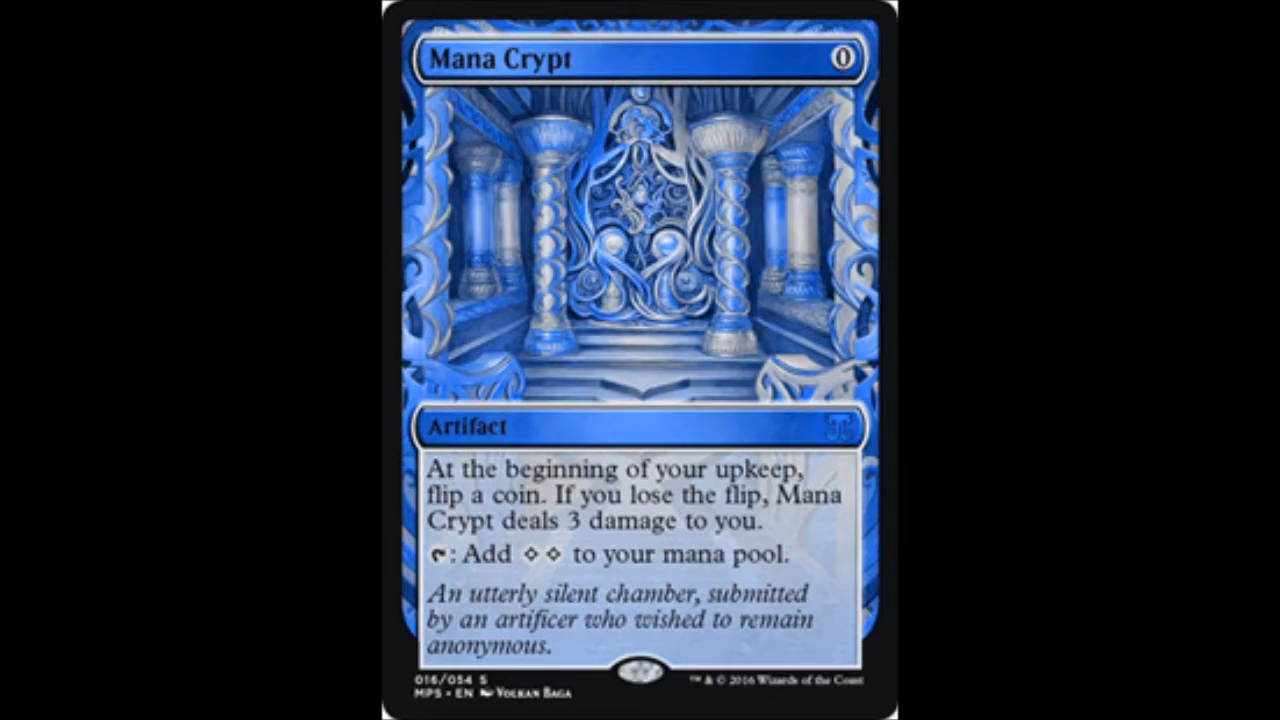 Mana Crypt 0
Artifact
At the beginning of your upkeep,
flip a coin. If you lose the flip, Mana
Crypt deals 3 damage to you.
: Add to your mana pool.
An utterly silent chamber, submitted
by an artificer who wished to remain
anonymous.
016/054 S
MPS • EN VOLKAN BAGA
™ & © 2016 Wizards of the Coast